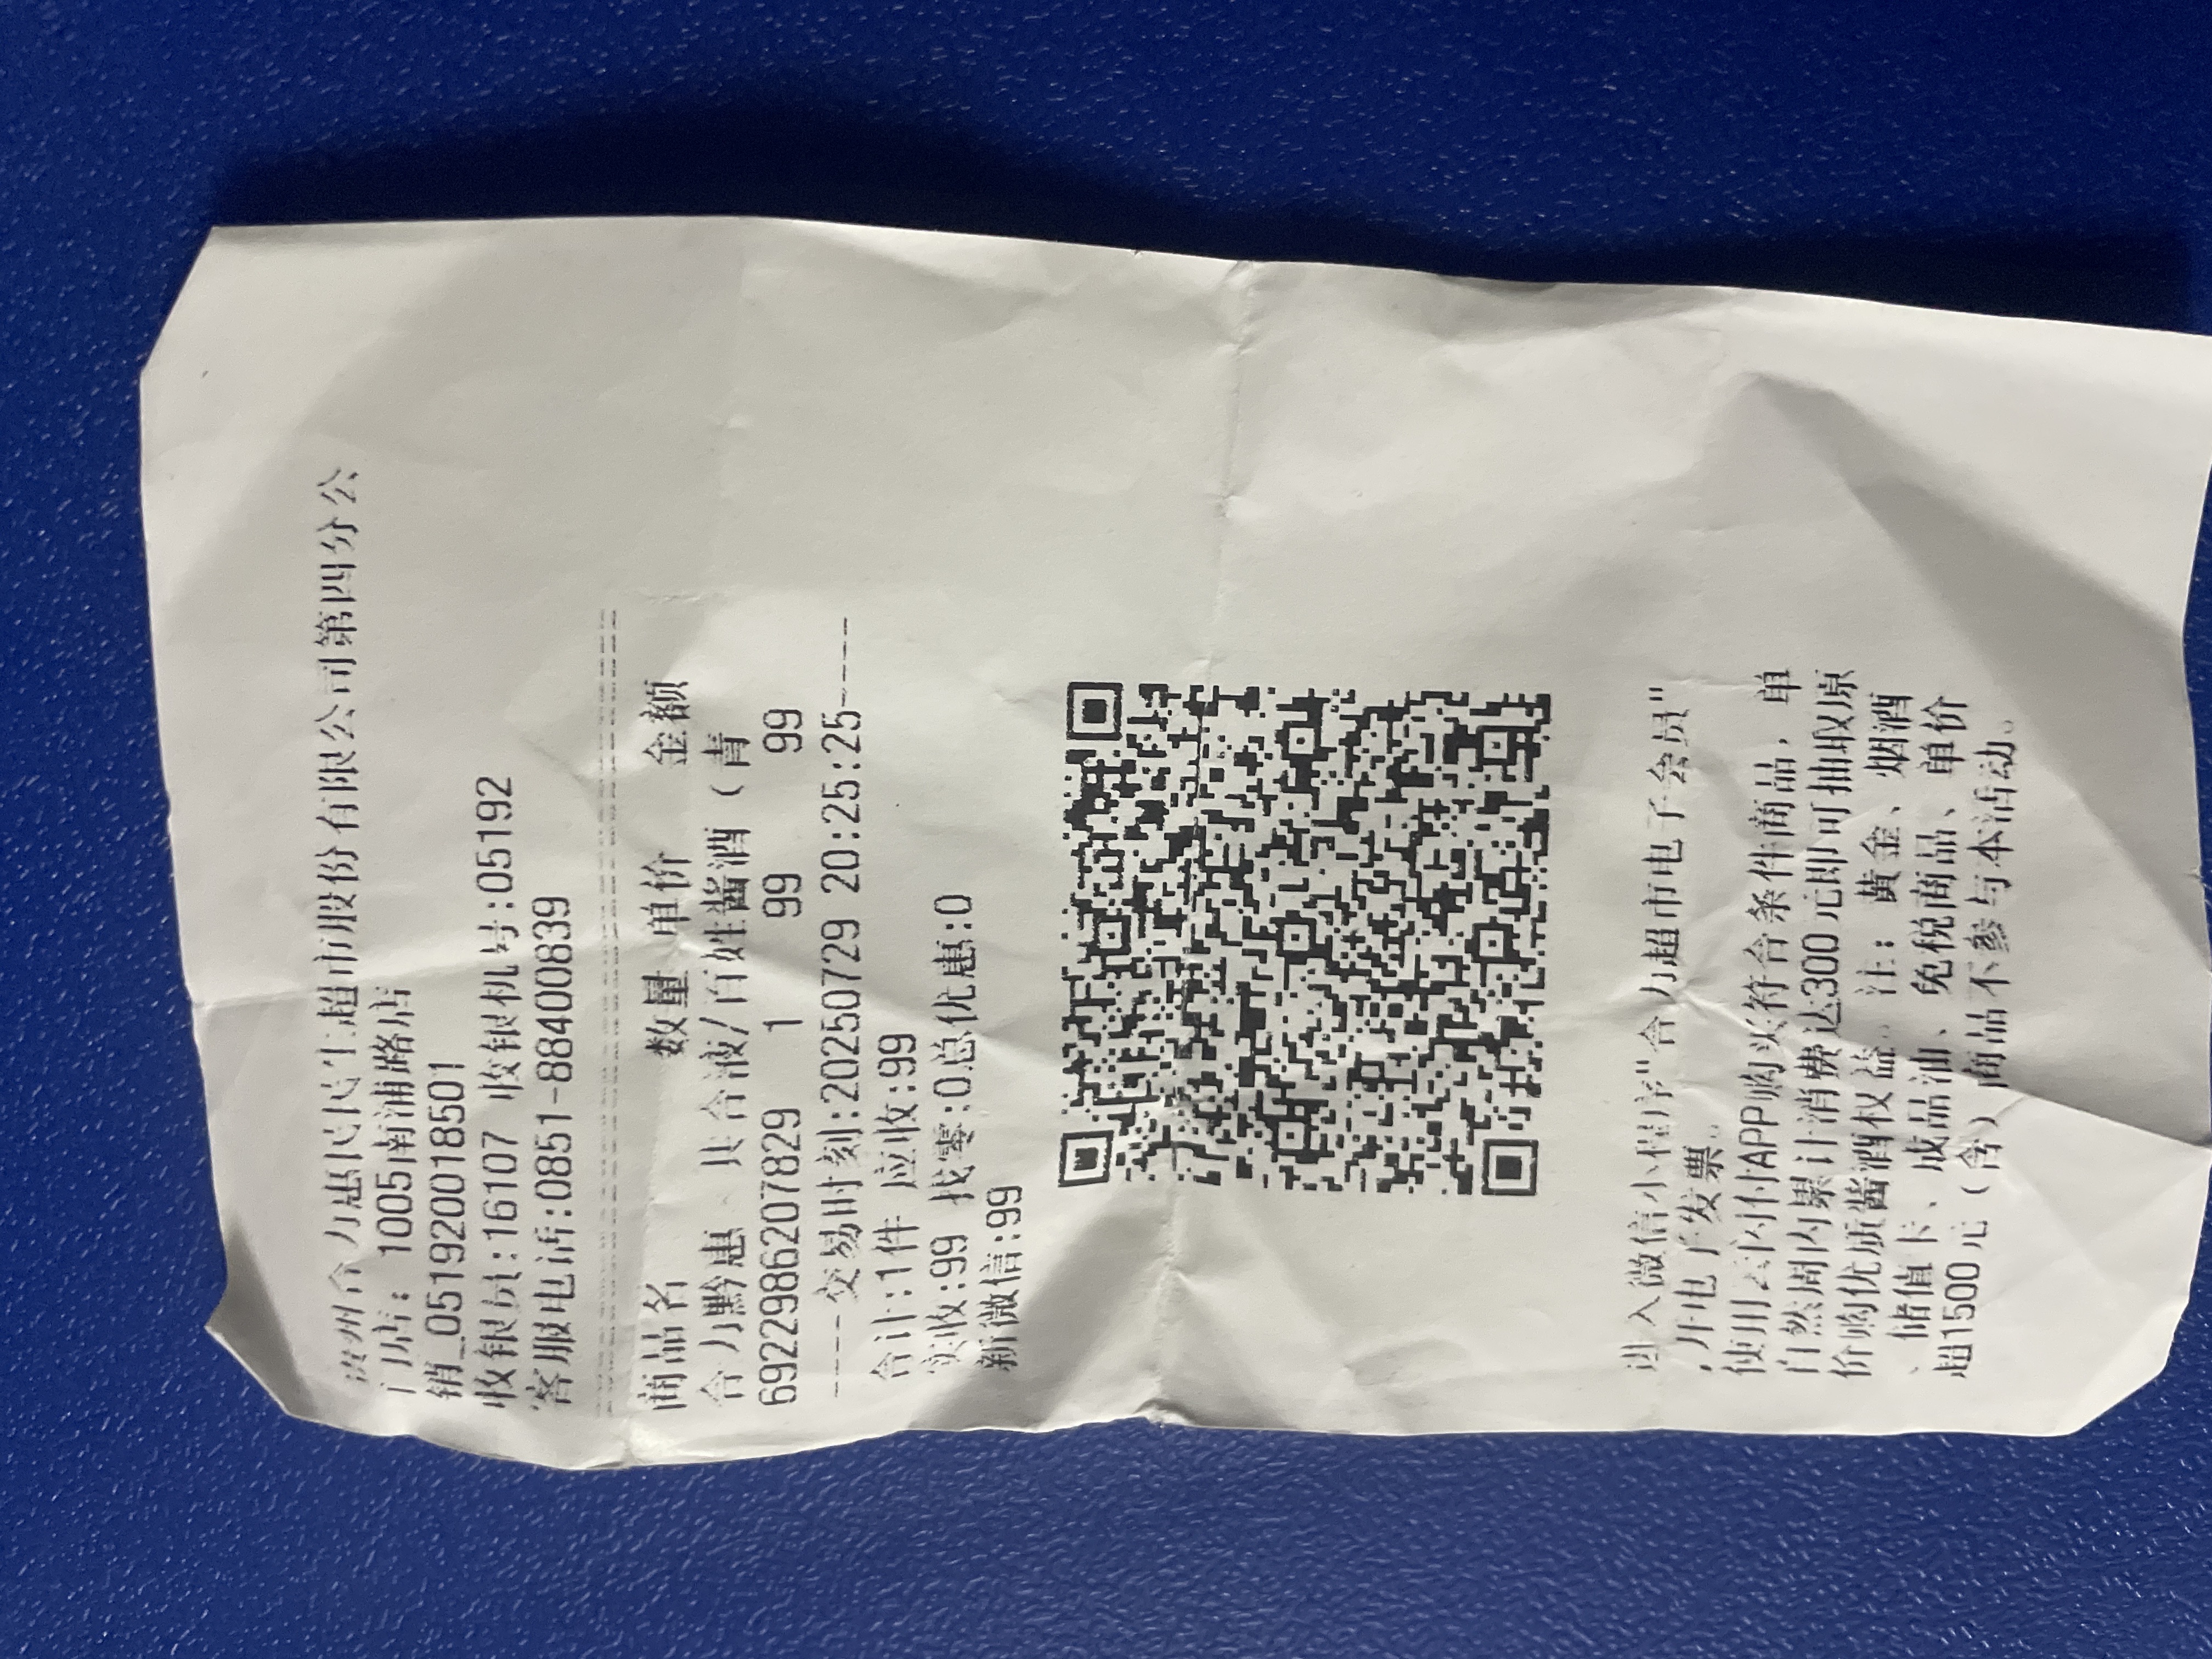 贵州合力惠民民生超市股份有限公司第四分公
门店: 1005南浦路店
销_0519200018501
收银员:16107 收银机号:05192
客服电话:0851-88400839
商品名 数量 单价 金额
合力黔惠 共合液/百姓酱酒（青
6922986207829 1 99 99
----交易时刻:20250729 20:25:25----
合计:1件 应收:99
实收:99 找零:0总优惠:0
新微信:99
进入微信小程序"合力超市电子会员"
,开电子发票。
使用云闪付APP购买符合条件商品，单
自然周内累计消费达300元即可抽取原
价购优质酱酒权益。注：黄金、烟酒
、储值卡、成品油、免税商品、单价
超1500元（含）商品不参与本活动。